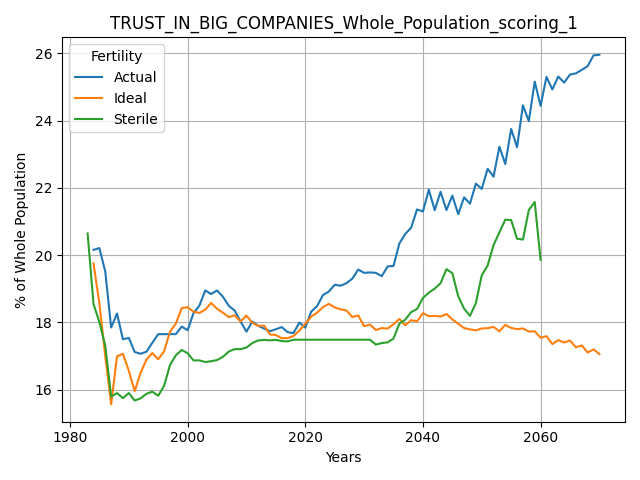 TRUST_IN_BIG_COMPANIES_Whole_Population_scoring_1
Fertility
Actual
Ideal
Sterile
% of Whole Population
26
24
22
20
18
16
1980 2000 2020 2040 2060
Years